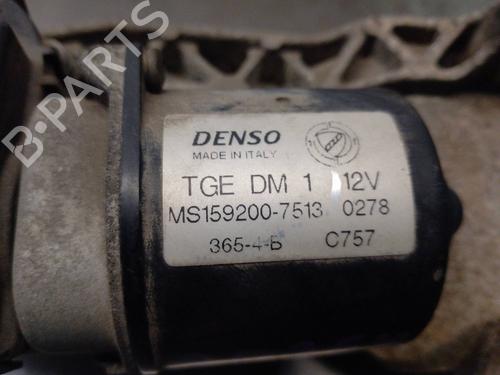 DENSO
MADE IN ITALY
TGE DM 1 12V
MS159200-7513 0278
365-4-B C757
B-PARTS